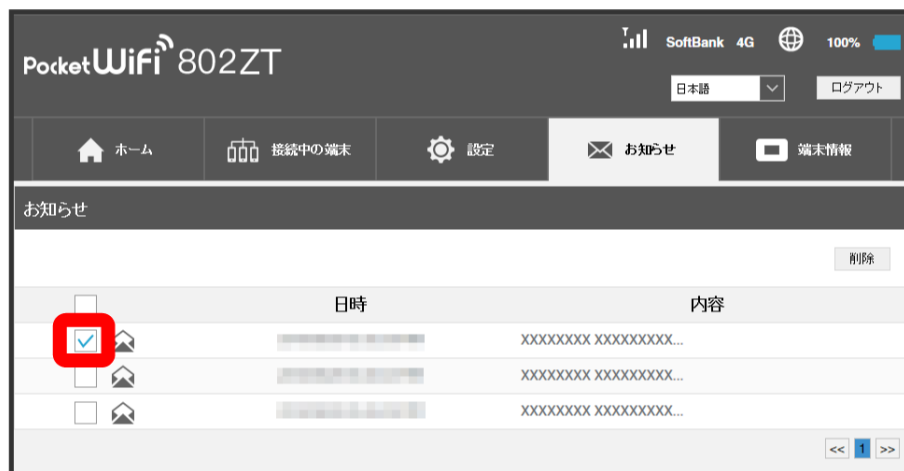 SoftBank 4G 100%
PocketWiFi 802ZT
日本語 ログアウト
ホーム 接続中の端末 設定 お知らせ 端末情報
お知らせ
削除
日時 内容
XXXXXXXX XXXXXXXXX...
XXXXXXXX XXXXXXXXX...
XXXXXXXX XXXXXXXXX...
<< 1 >>